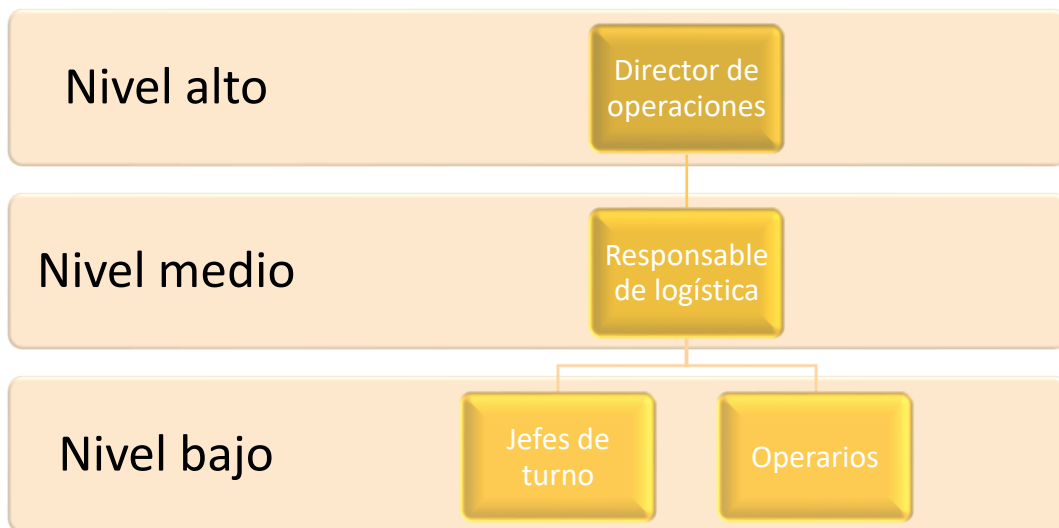 Nivel alto
Director de
operaciones
Nivel medio
Responsable
de logística
Nivel bajo
Jefes de
turno
Operarios